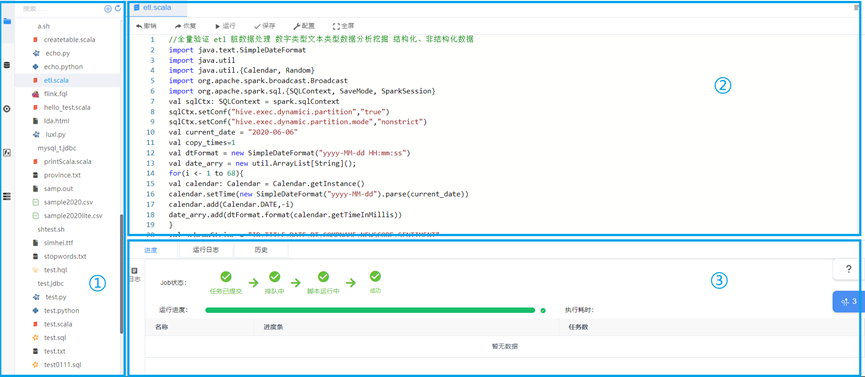 搜索......
a.sh
createtable.scala
echo.py
echo.python
etl.scala
flink.fql
hello_test.scala
lda.html
luxl.py
mysql_t.jdbc
printScala.scala
province.txt
samp.out
sample2020.csv
sample2020lite.csv
shtest.sh
simhei.ttf
stopwords.txt
test.hql
test.jdbc
test.py
test.python
test.scala
test.sql
test.txt
test0111.sql
①
etl.scala
撤销 恢复 运行 保存 配置 全屏
1 //全量验证 etl 脏数据处理 数字类型文本类型数据分析挖掘 结构化、非结构化数据
2 import java.text.SimpleDateFormat
3 import java.util
4 import java.util.{Calendar, Random}
5 import org.apache.spark.broadcast.Broadcast
6 import org.apache.spark.sql.{SQLContext, SaveMode, SparkSession}
7 val sqlCtx: SQLContext = spark.sqlContext
8 sqlCtx.setConf("hive.exec.dynamici.partition","true")
9 sqlCtx.setConf("hive.exec.dynamic.partition.mode","nonstrict")
10 val current_date = "2020-06-06"
11 val copy_times=1
12 val dtFormat = new SimpleDateFormat("yyyy-MM-dd HH:mm:ss")
13 val date_arry = new util.ArrayList[String]();
14 for(i <- 1 to 68){
15 val calendar: Calendar = Calendar.getInstance()
16 calendar.setTime(new SimpleDateFormat("yyyy-MM-dd").parse(current_date))
17 calendar.add(Calendar.DATE,-i)
18 date_arry.add(dtFormat.format(calendar.getTimeInMillis))
19 }
②
进度 运行日志 历史
日志
Job状态:
任务已提交 排队中 脚本运行中 成功
运行进度: 执行耗时:
名称 进度条 任务数
暂无数据
③
?
3